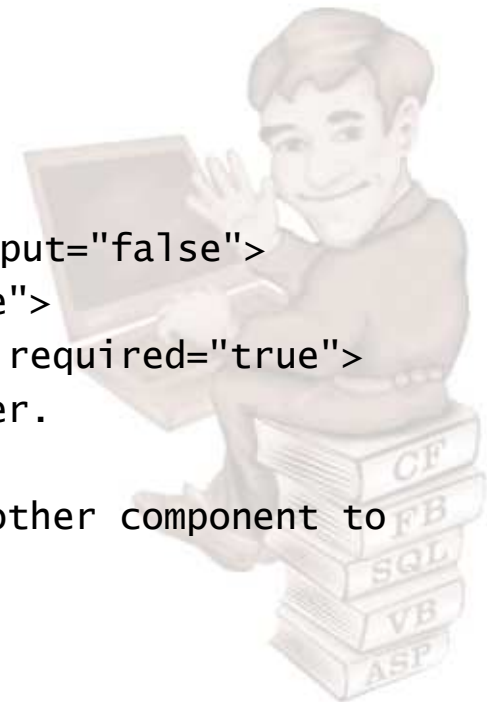 put="false">
e">
required="true">
er.
other component to
CF
FB
SQL
VB
ASP